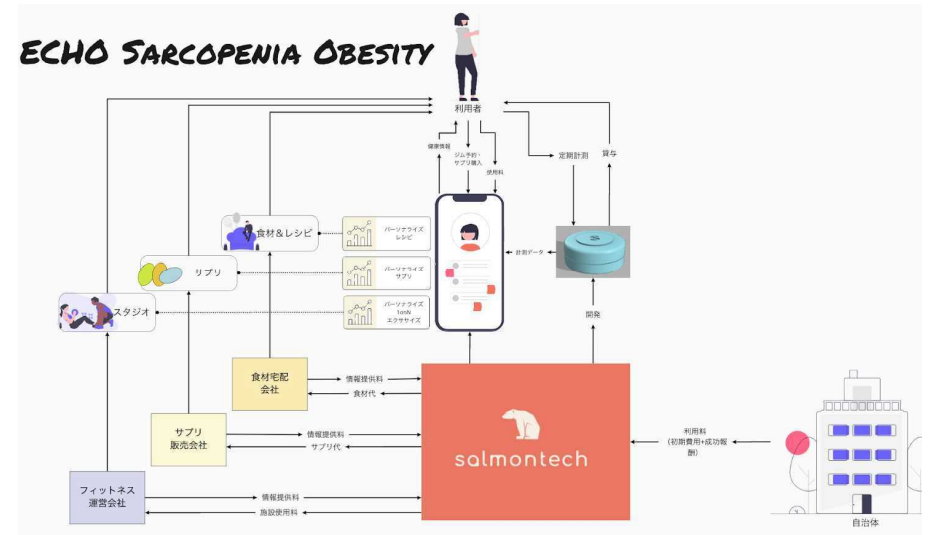 ECHO SARCOPENIA OBESITY
利用者
健康情報
ジム予約・
サプリ購入
使用料
定期計測
貸与
食材&レシピ
パーソナライズ
レシピ
リプリ
パーソナライズ
サプリ
スタジオ
パーソナライズ
1onN
エクササイズ
計測データ
開発
食材宅配
会社
情報提供料
食材代
サプリ
販売会社
情報提供料
サプリ代
フィットネス
運営会社
情報提供料
施設使用料
salmontech
利用料
(初期費用+成功報
酬)
自治体
S